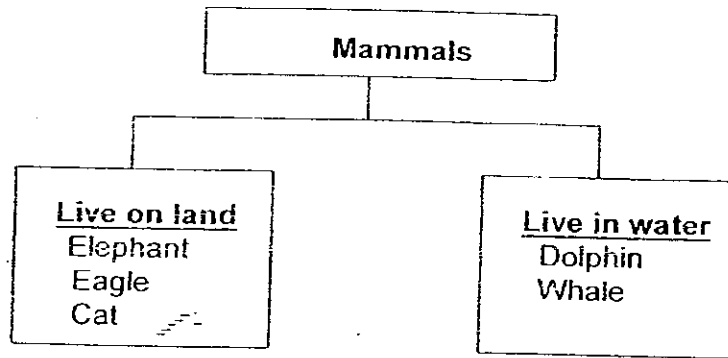 Mammals
Live on land
Elephant
Eagle
Cat
Live in water
Dolphin
Whale